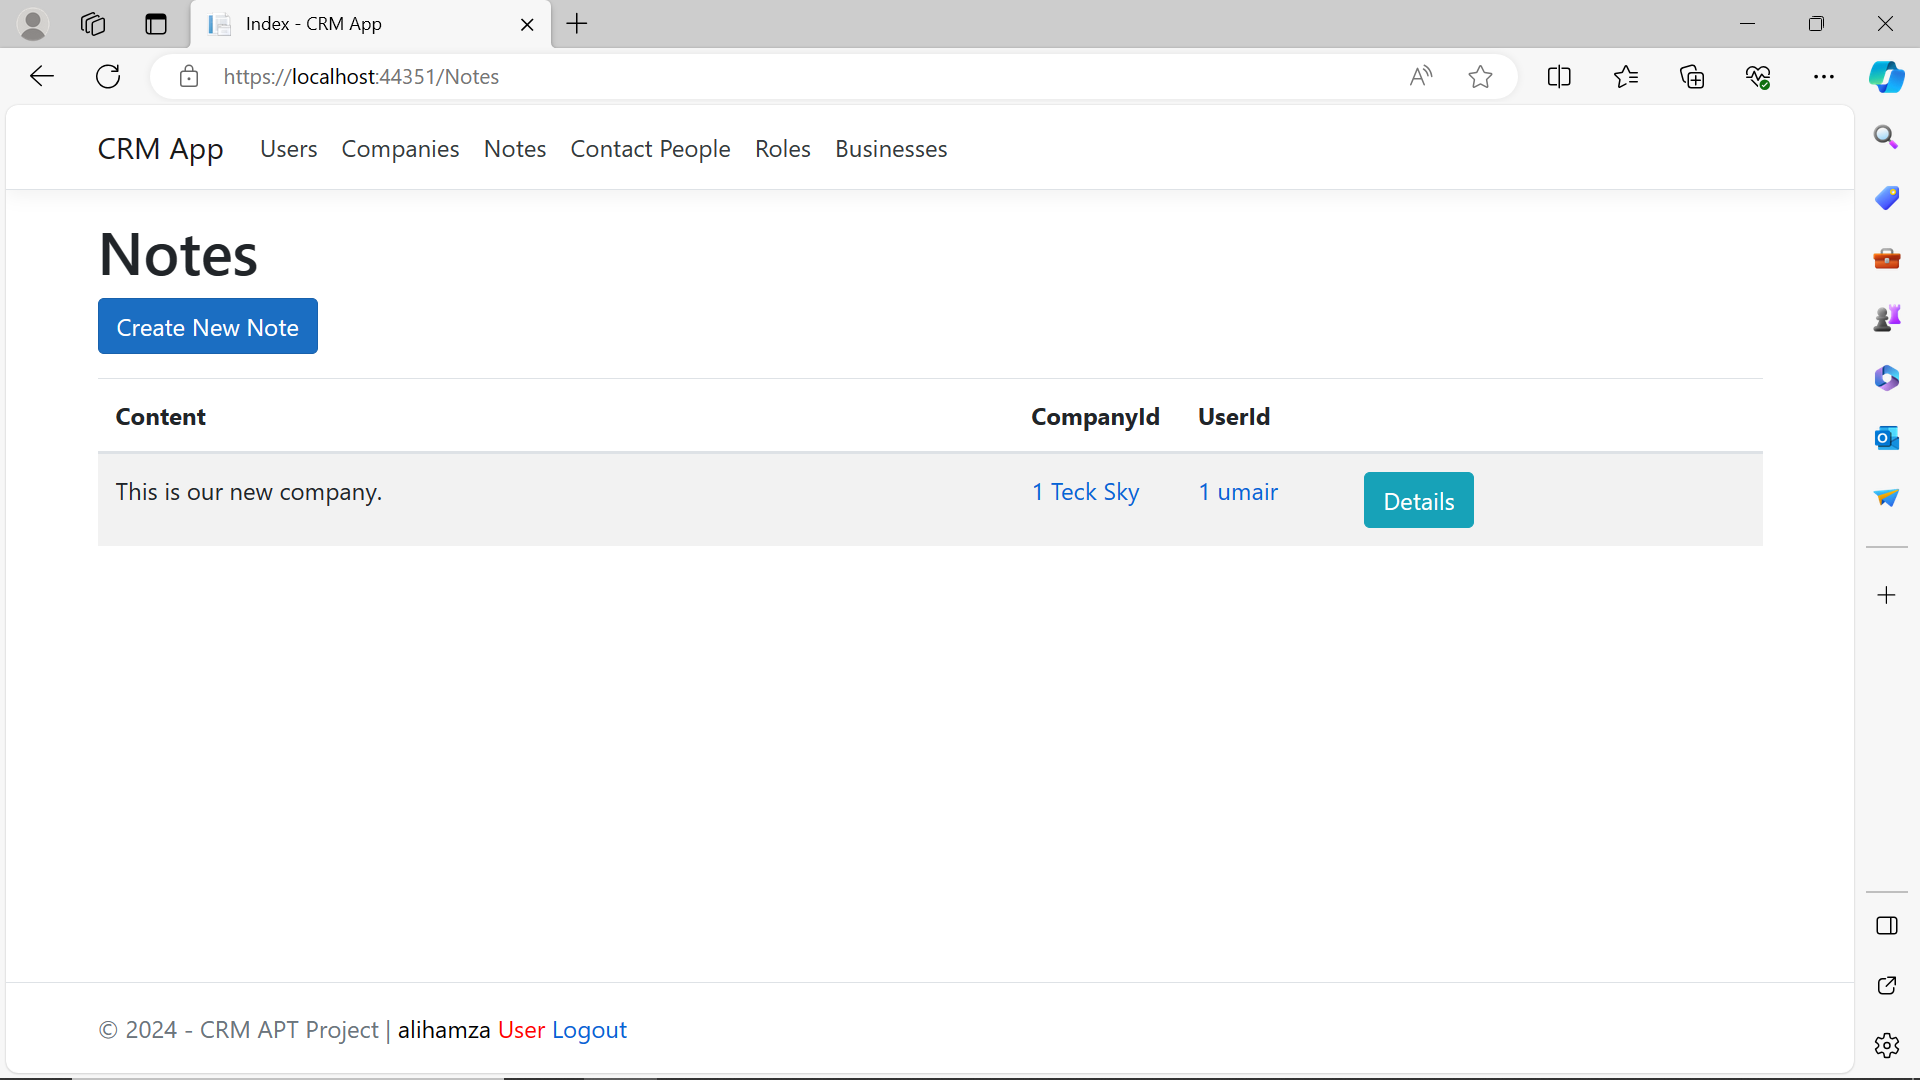 Index - CRM App
https://localhost:44351/Notes
CRM App Users Companies Notes Contact People Roles Businesses
Notes
Create New Note
Content CompanyId UserId
This is our new company. 1 Teck Sky 1 umair Details
© 2024 - CRM APT Project | alihamza User Logout